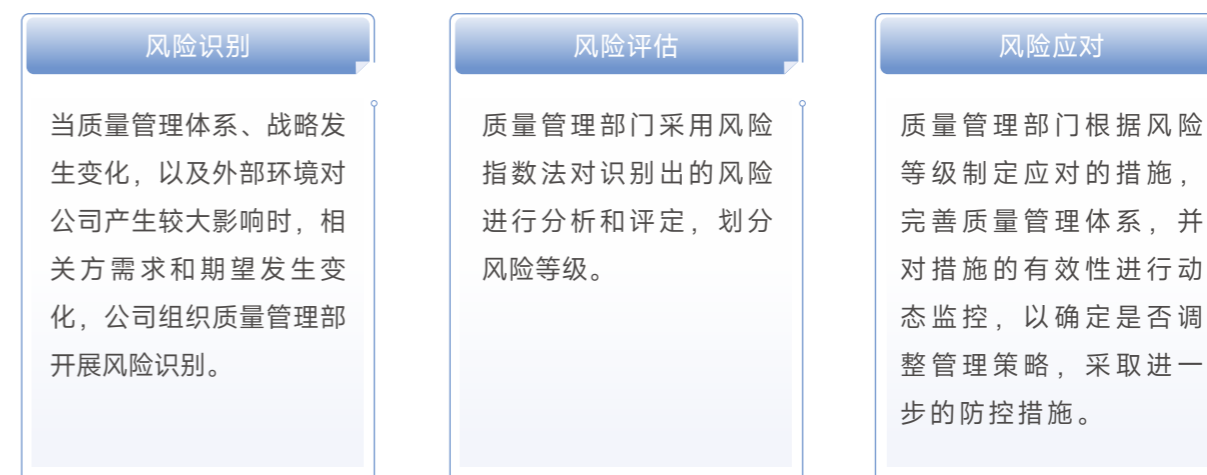 风险识别
当质量管理体系、战略发
生变化，以及外部环境对
公司产生较大影响时，相
关方需求和期望发生变
化，公司组织质量管理部
开展风险识别。
风险评估
质量管理部门采用风险
指数法对识别出的风险
进行分析和评定，划分
风险等级。
风险应对
质量管理部门根据风险
等级制定应对的措施，
完善质量管理体系，并
对措施的有效性进行动
态监控，以确定是否调
整管理策略，采取进一
步的防控措施。